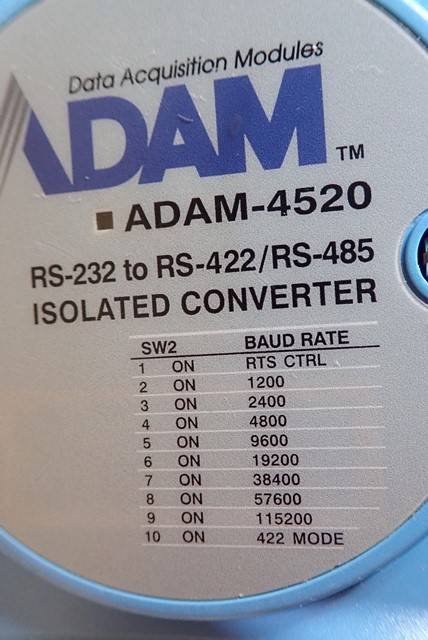 Data Acquisition Modules
ADAM TM
ADAM-4520
RS-232 to RS-422/RS-485
ISOLATED CONVERTER
SW2 BAUD RATE
1 ON RTS CTRL
2 ON 1200
3 ON 2400
4 ON 4800
5 ON 9600
6 ON 19200
7 ON 38400
8 ON 57600
9 ON 115200
10 ON 422 MODE